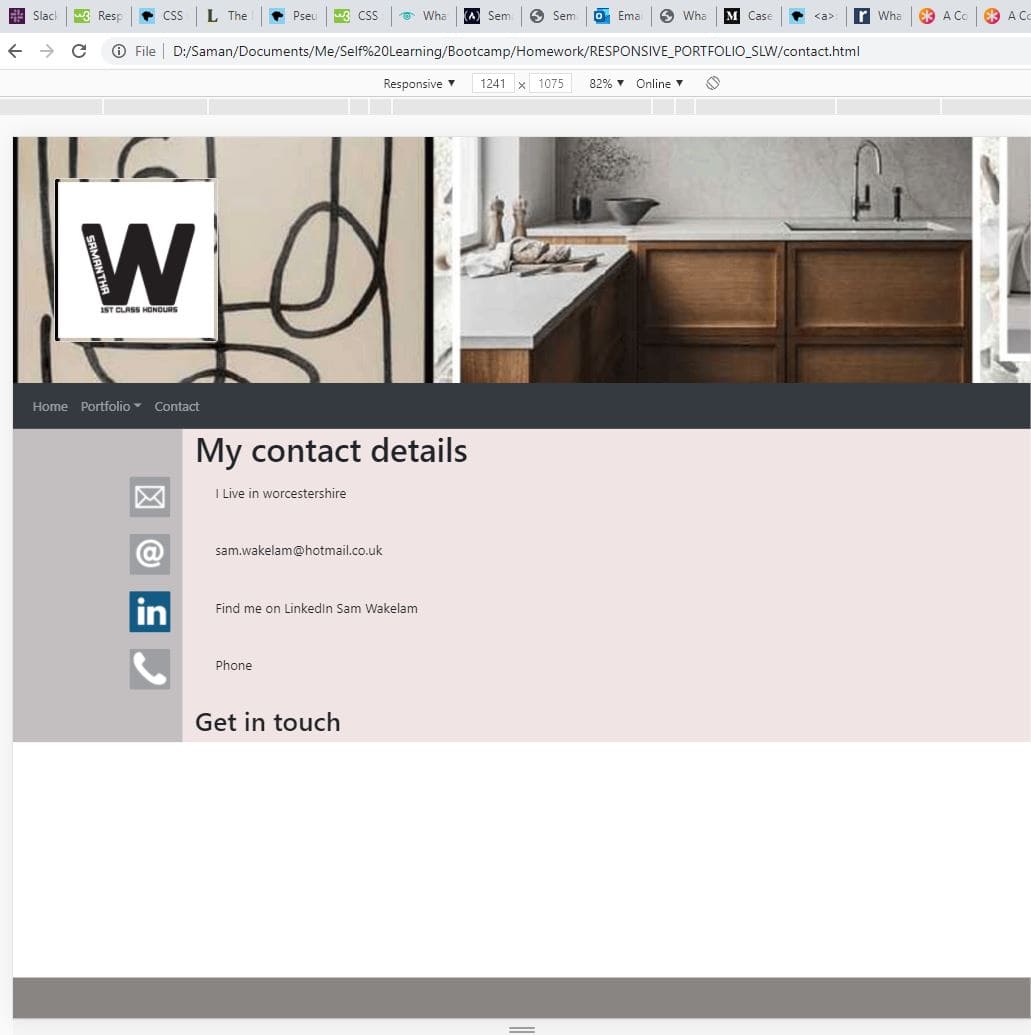 Slac Resp CSS The Pseu CSS Wha Sem Sem Emai Wha Case <a>: Wha A Co A Co
File D:/Saman/Documents/Me/Self%20Learning/Bootcamp/Homework/RESPONSIVE_PORTFOLIO_SLW/contact.html
Responsive ▼ 1241 x 1075 82% ▼ Online ▼
SAMANTHA
W
1ST CLASS HONOURS
Home Portfolio Contact
My contact details
I Live in worcestershire
@ sam.wakelam@hotmail.co.uk
in Find me on LinkedIn Sam Wakelam
Phone
Get in touch